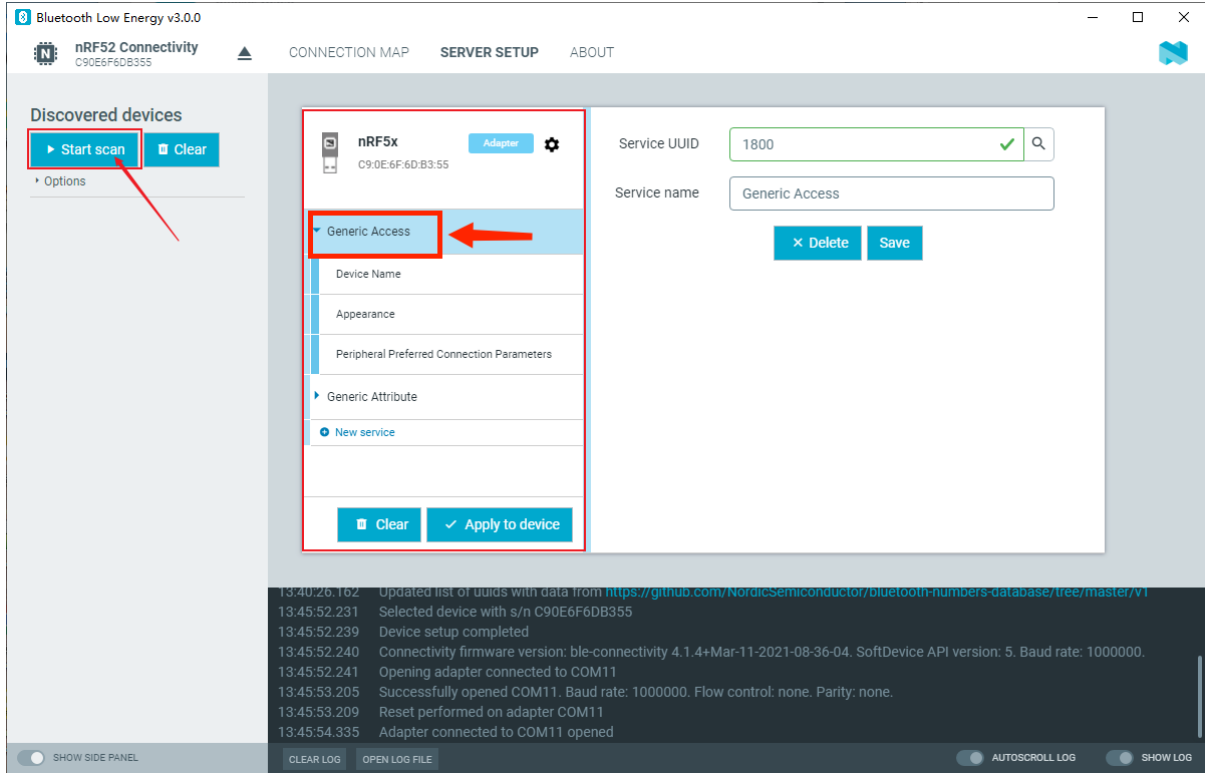 Bluetooth Low Energy v3.0.0
nRF52 Connectivity
C90E6F6DB355
CONNECTION MAP SERVER SETUP ABOUT
Discovered devices
Start scan Clear
Options
nRF5x Adapter
C9:0E:6F:6D:B3:55
Generic Access
Device Name
Appearance
Peripheral Preferred Connection Parameters
Generic Attribute
New service
Clear Apply to device
Service UUID 1800
Service name Generic Access
Delete Save
13:40:26.162 Updated list of uuids with data from https://github.com/NordicSemiconductor/bluetooth-numbers-database/tree/master/v1
13:45:52.231 Selected device with s/n C90E6F6DB355
13:45:52.239 Device setup completed
13:45:52.240 Connectivity firmware version: ble-connectivity 4.1.4+Mar-11-2021-08-36-04. SoftDevice API version: 5. Baud rate: 1000000.
13:45:52.241 Opening adapter connected to COM11
13:45:53.205 Successfully opened COM11. Baud rate: 1000000. Flow control: none. Parity: none.
13:45:53.209 Reset performed on adapter COM11
13:45:54.335 Adapter connected to COM11 opened
SHOW SIDE PANEL CLEAR LOG OPEN LOG FILE AUTOSCROLL LOG SHOW LOG